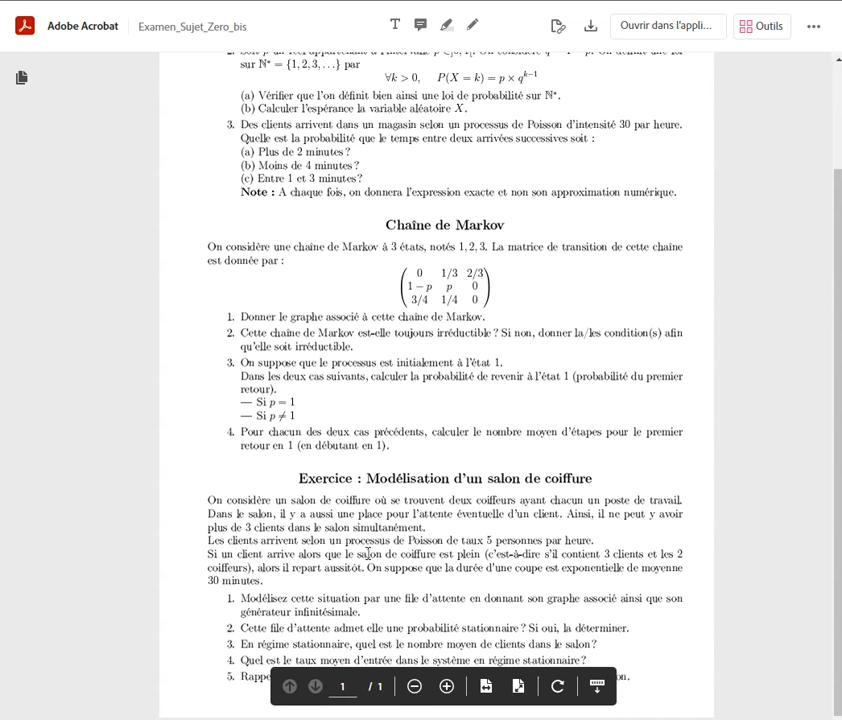 Adobe Acrobat
Examen_Sujet_Zero_bis
Ouvrir dans l'appli...
Outils
sur ℕ* = {1, 2, 3, …} par
∀k > 0, P(X = k) = p × q^{k−1}
(a) Vérifier que l'on définit bien ainsi une loi de probabilité sur ℕ*.
(b) Calculer l'espérance la variable aléatoire X.
3. Des clients arrivent dans un magasin selon un processus de Poisson d'intensité 30 par heure.
Quelle est la probabilité que le temps entre deux arrivées successives soit :
(a) Plus de 2 minutes ?
(b) Moins de 4 minutes ?
(c) Entre 1 et 3 minutes ?
Note : A chaque fois, on donnera l'expression exacte et non son approximation numérique.
Chaîne de Markov
On considère une chaîne de Markov à 3 états, notés 1, 2, 3. La matrice de transition de cette chaîne
est donnée par :
0 1/3 2/3
1 − p p 0
3/4 1/4 0
1. Donner le graphe associé à cette chaîne de Markov.
2. Cette chaîne de Markov est-elle toujours irréductible ? Si non, donner la/les condition(s) afin
qu'elle soit irréductible.
3. On suppose que le processus est initialement à l'état 1.
Dans les deux cas suivants, calculer la probabilité de revenir à l'état 1 (probabilité du premier
retour).
— Si p = 1
— Si p ≠ 1
4. Pour chacun des deux cas précédents, calculer le nombre moyen d'étapes pour le premier
retour en 1 (en débutant en 1).
Exercice : Modélisation d'un salon de coiffure
On considère un salon de coiffure où se trouvent deux coiffeurs ayant chacun un poste de travail.
Dans le salon, il y a aussi une place pour l'attente éventuelle d'un client. Ainsi, il ne peut y avoir
plus de 3 clients dans le salon simultanément.
Les clients arrivent selon un processus de Poisson de taux 5 personnes par heure.
Si un client arrive alors que le salon de coiffure est plein (c'est-à-dire s'il contient 3 clients et les 2
coiffeurs), alors il repart aussitôt. On suppose que la durée d'une coupe est exponentielle de moyenne
30 minutes.
1. Modélisez cette situation par une file d'attente en donnant son graphe associé ainsi que son
générateur infinitésimale.
2. Cette file d'attente admet elle une probabilité stationnaire ? Si oui, la déterminer.
3. En régime stationnaire, quel est le nombre moyen de clients dans le salon ?
4. Quel est le taux moyen d'entrée dans le système en régime stationnaire ?
5. Rappe
on.
1 / 1